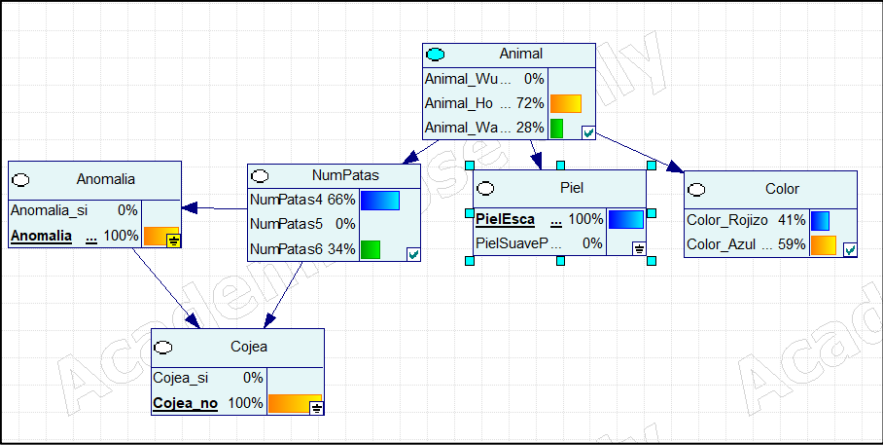 Animal
Animal_Wu... 0%
Animal_Ho ... 72%
Animal_Wa... 28%
Anomalia
Anomalia_si 0%
Anomalia ... 100%
NumPatas
NumPatas4 66%
NumPatas5 0%
NumPatas6 34%
Piel
PielEsca ... 100%
PielSuaveP... 0%
Color
Color_Rojizo 41%
Color_Azul ... 59%
Cojea
Cojea_si 0%
Cojea_no 100%